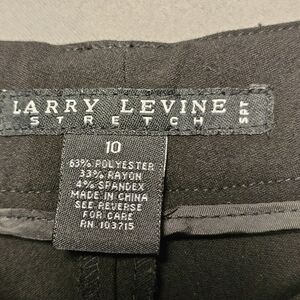 LARRY LEVINE
STRETCH
SPT
10
63% POLYESTER
33% RAYON
4% SPANDEX
MADE IN CHINA
SEE REVERSE
FOR CARE
RN 103715